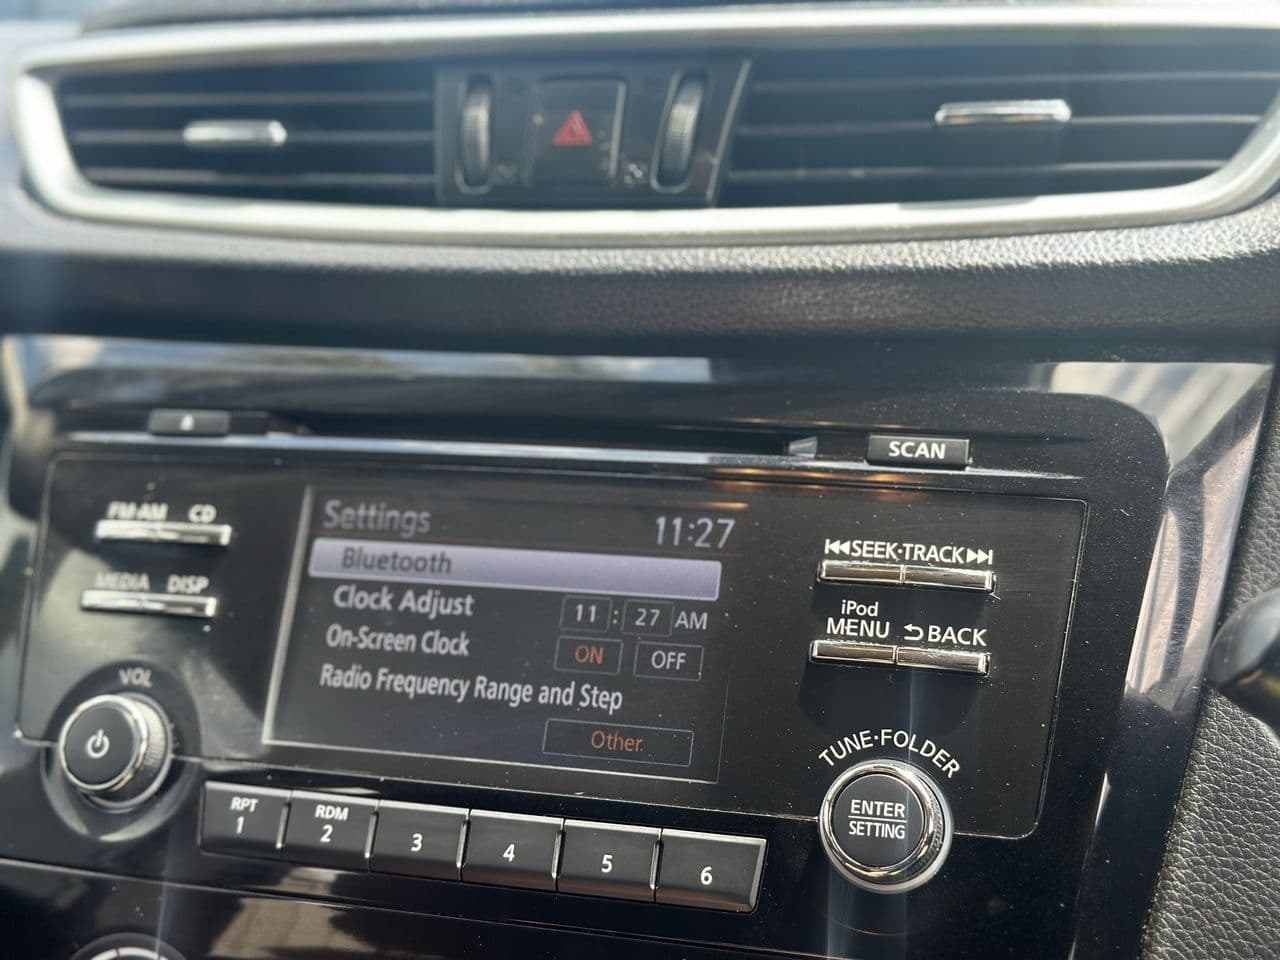 SCAN
FM·AM CD
MEDIA DISP
VOL
Settings 11:27
Bluetooth
Clock Adjust 11 : 27 AM
On-Screen Clock ON OFF
Radio Frequency Range and Step
Other
SEEK·TRACK
iPod
MENU BACK
TUNE·FOLDER
ENTER
SETTING
RPT
1
RDM
2
3
4
5
6